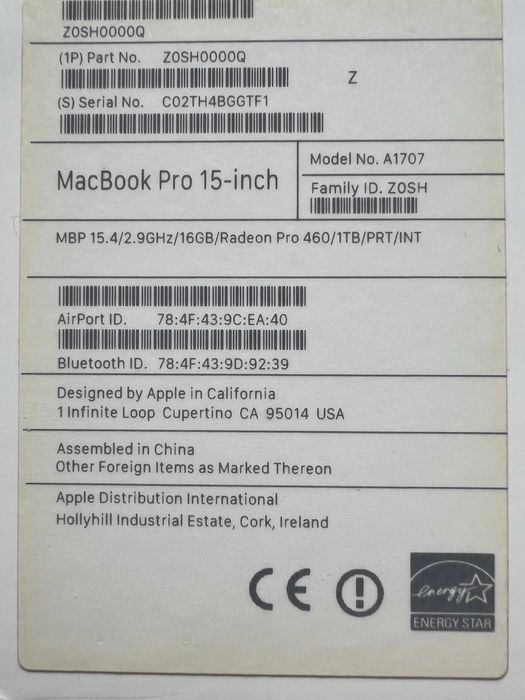 Z0SH0000Q
(1P) Part No. Z0SH0000Q
Z
(S) Serial No. C02TH4BGGTF1
MacBook Pro 15-inch
Model No. A1707
Family ID. Z0SH
MBP 15.4/2.9GHz/16GB/Radeon Pro 460/1TB/PRT/INT
AirPort ID. 78:4F:43:9C:EA:40
Bluetooth ID. 78:4F:43:9D:92:39
Designed by Apple in California
1 Infinite Loop Cupertino CA 95014 USA
Assembled in China
Other Foreign Items as Marked Thereon
Apple Distribution International
Hollyhill Industrial Estate, Cork, Ireland
CE
energy
ENERGY STAR